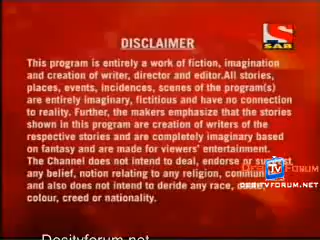 DISCLAIMER
SAB
This program is entirely a work of fiction, imagination
and creation of writer, director and editor.All stories,
places, events, incidences, scenes of the program(s)
are entirely imaginary, fictitious and have no connection
to reality. Further, the makers emphasize that the stories
shown in this program are creation of writers of the
respective stories and are completely imaginary based
on fantasy and are made for viewers' entertainment.
The Channel does not intend to deal, endorse or suggest
any belief, notion relating to any religion,
and also does not intend to deride any race,
colour, creed or nationality.
DESITVFORUM
DESITVFORUM.NET
Desityforum.net